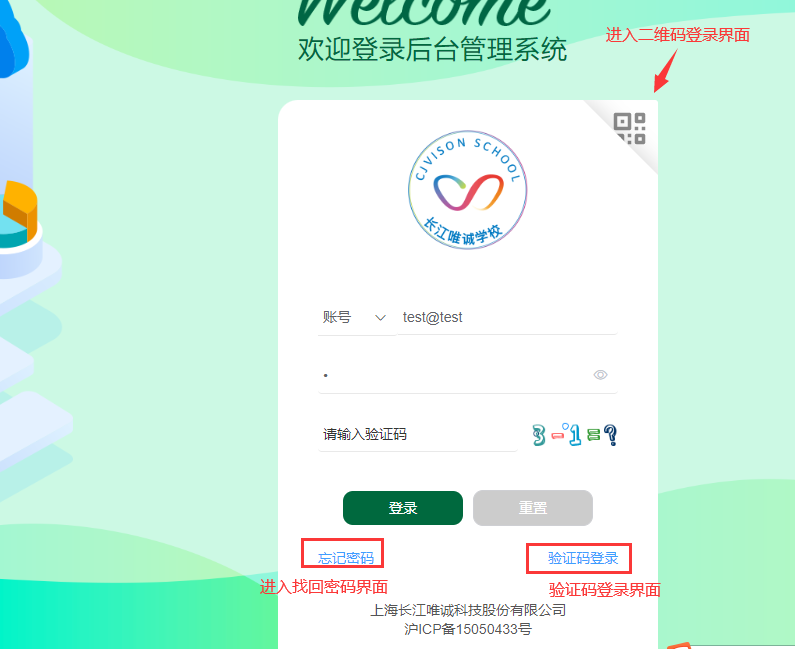 Welcome
欢迎登录后台管理系统
进入二维码登录界面
CJVISON SCHOOL
长江唯诚学校
账号 test@test
•
请输入验证码 3-1=?
登录 重置
忘记密码 验证码登录
进入找回密码界面 验证码登录界面
上海长江唯诚科技股份有限公司
沪ICP备15050433号